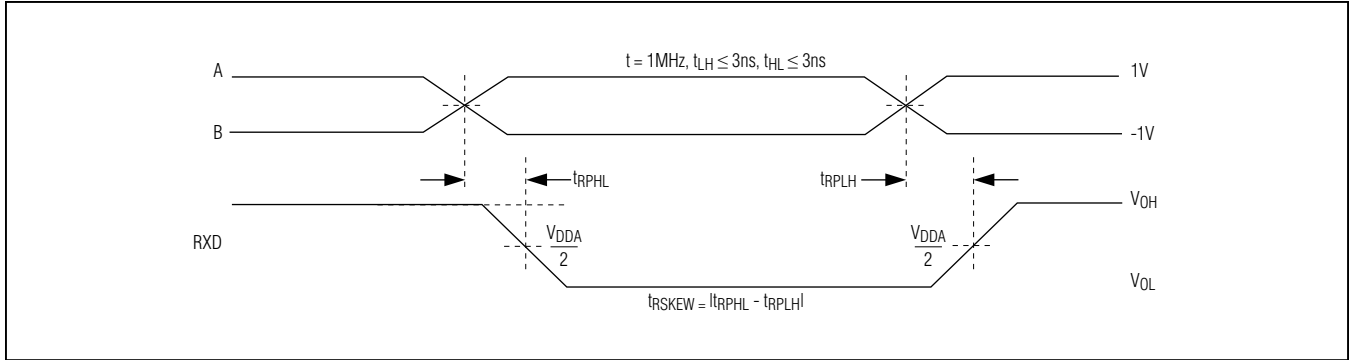 A
t = 1MHz, tLH ≤ 3ns, tHL ≤ 3ns
1V
B
-1V
tRPHL
tRPLH
VOH
RXD
VDDA
2
VDDA
2
VOL
tRSKEW = |tRPHL - tRPLH|